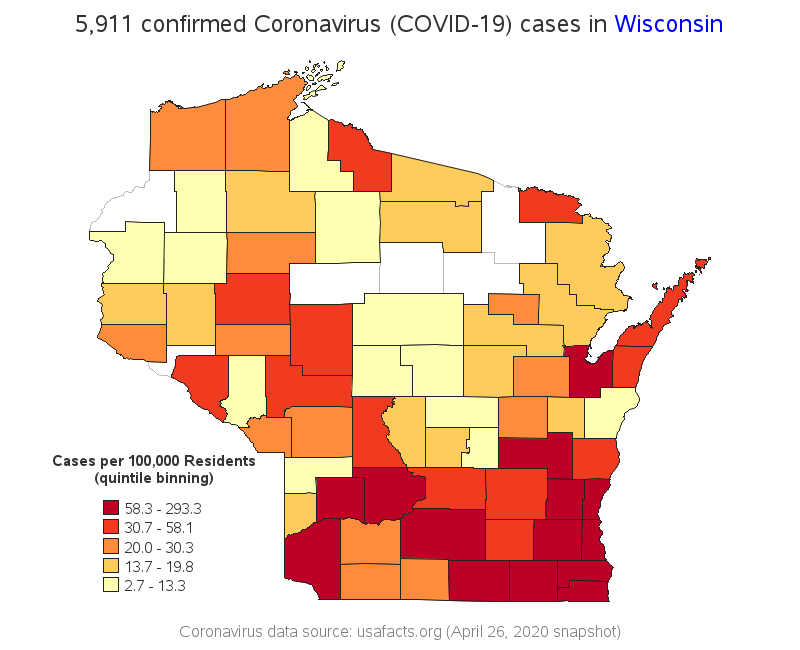 5,911 confirmed Coronavirus (COVID-19) cases in Wisconsin
Cases per 100,000 Residents
(quintile binning)
58.3 - 293.3
30.7 - 58.1
20.0 - 30.3
13.7 - 19.8
2.7 - 13.3
Coronavirus data source: usafacts.org (April 26, 2020 snapshot)